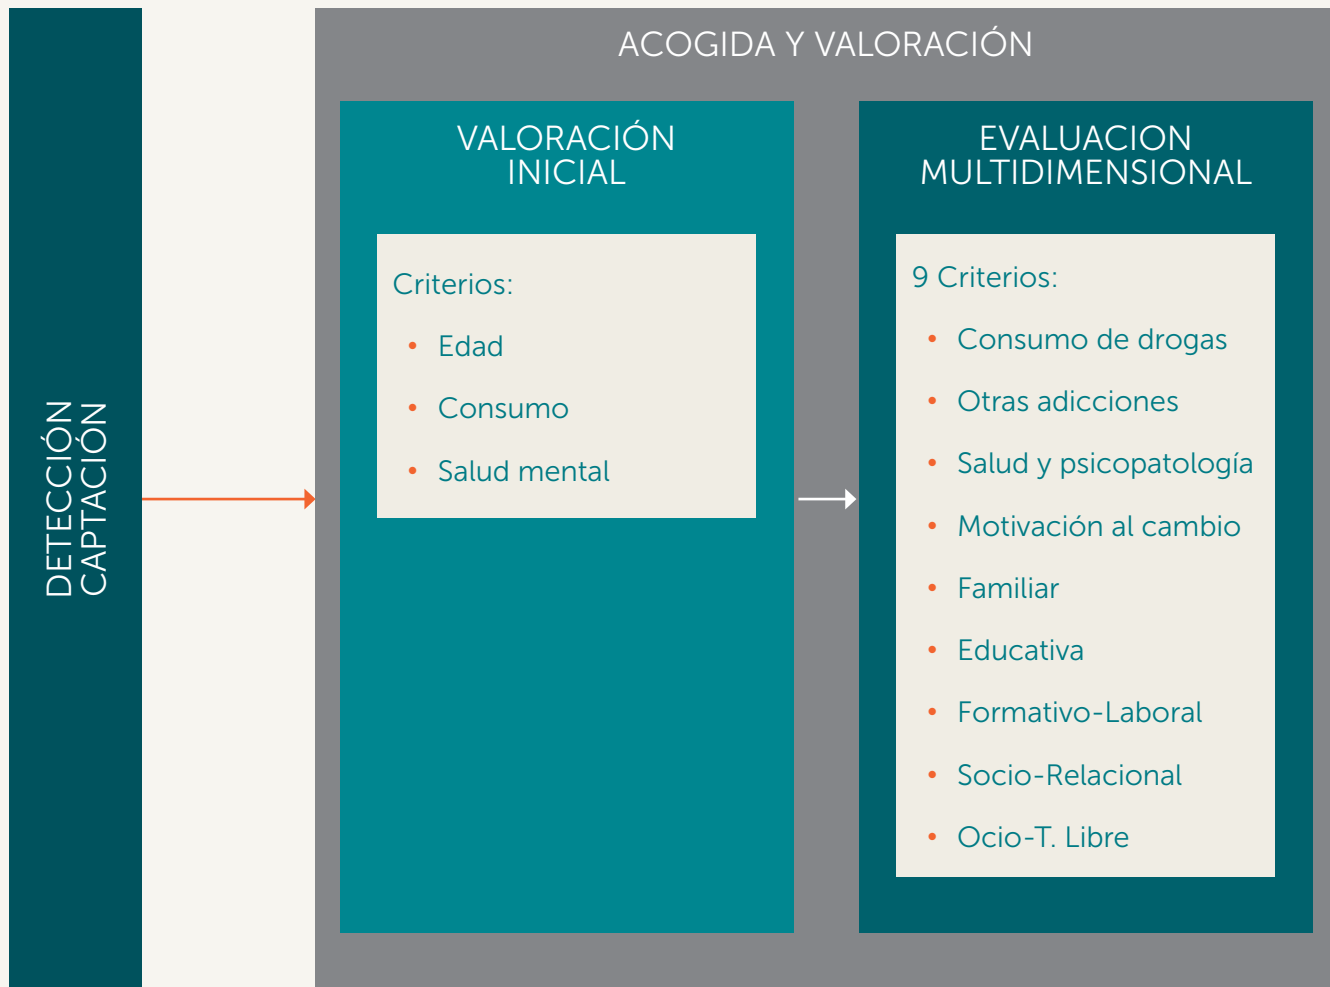 DETECCIÓN
CAPTACIÓN
ACOGIDA Y VALORACIÓN
VALORACIÓN
INICIAL
Criterios:
• Edad
• Consumo
• Salud mental
EVALUACION
MULTIDIMENSIONAL
9 Criterios:
• Consumo de drogas
• Otras adicciones
• Salud y psicopatología
• Motivación al cambio
• Familiar
• Educativa
• Formativo-Laboral
• Socio-Relacional
• Ocio-T. Libre